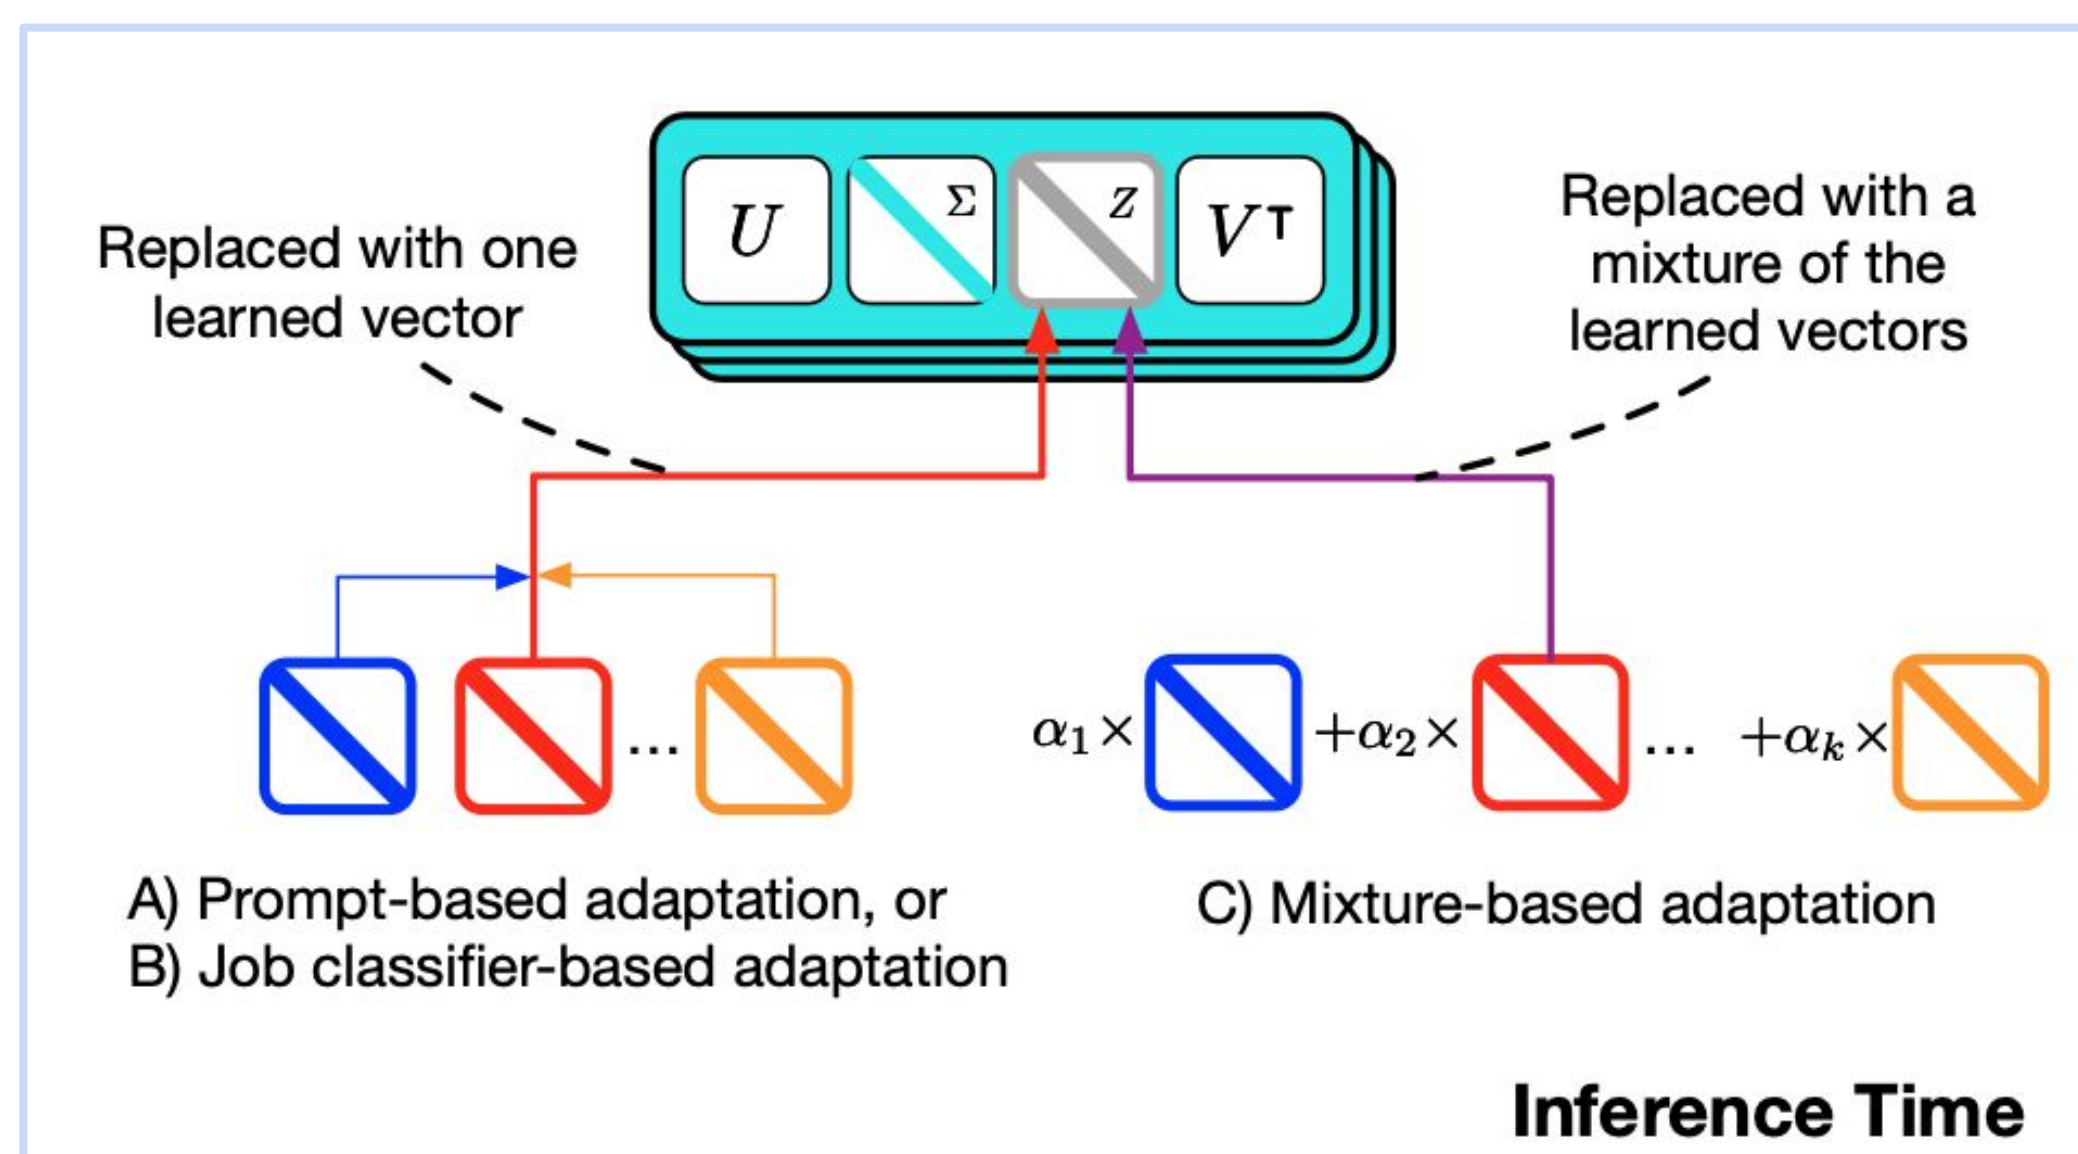 U
Σ
Z
V⊤
Replaced with one
learned vector
Replaced with a
mixture of the
learned vectors
...
α1× +α2× ... +αk×
A) Prompt-based adaptation, or
B) Job classifier-based adaptation
C) Mixture-based adaptation
Inference Time